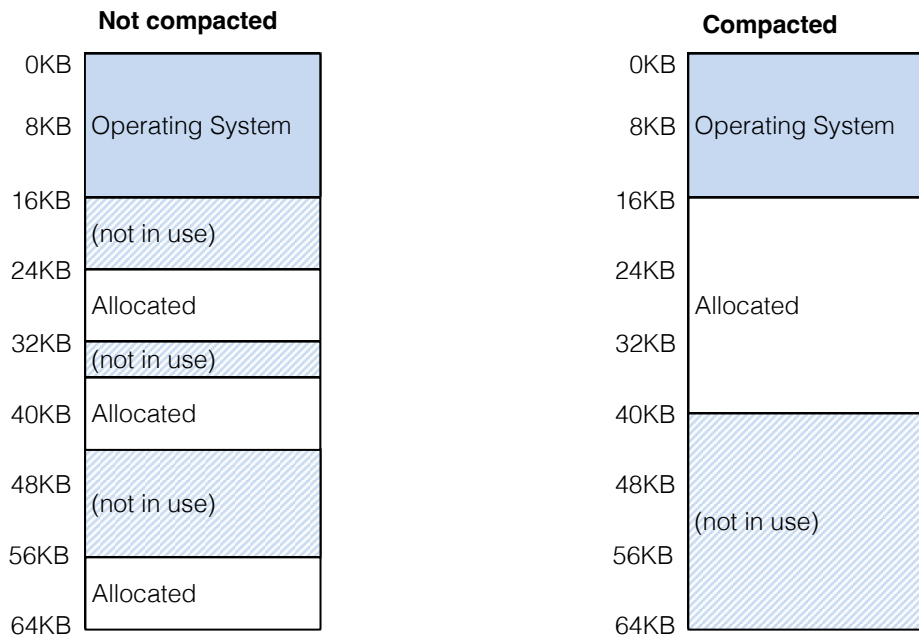 Not compacted
0KB
8KB
Operating System
16KB
(not in use)
24KB
Allocated
32KB
(not in use)
40KB
Allocated
48KB
(not in use)
56KB
Allocated
64KB
Compacted
0KB
8KB
Operating System
16KB
24KB
Allocated
32KB
40KB
48KB
(not in use)
56KB
64KB